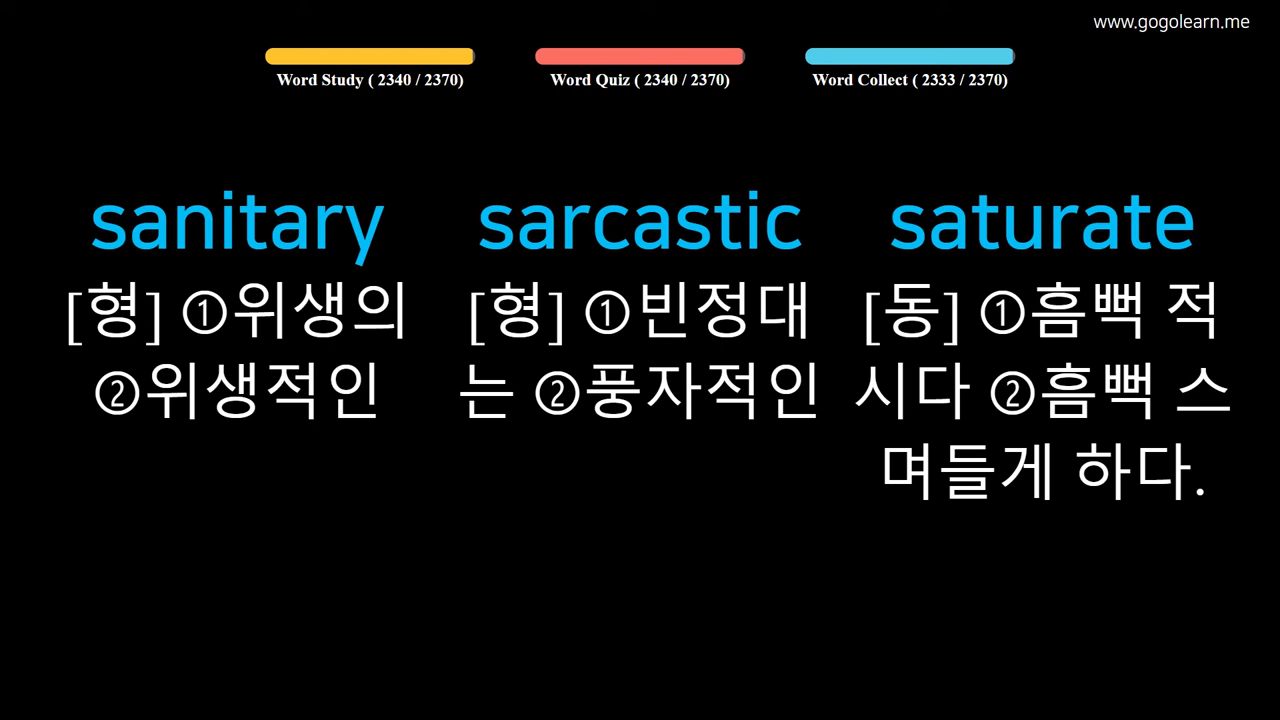 www.gogolearn.me
Word Study ( 2340 / 2370)
Word Quiz ( 2340 / 2370)
Word Collect ( 2333 / 2370)
sanitary
[형] ①위생의
②위생적인
sarcastic
[형] ①빈정대
는 ②풍자적인
saturate
[동] ①흠뻑 적
시다 ②흠뻑 스
며들게 하다.